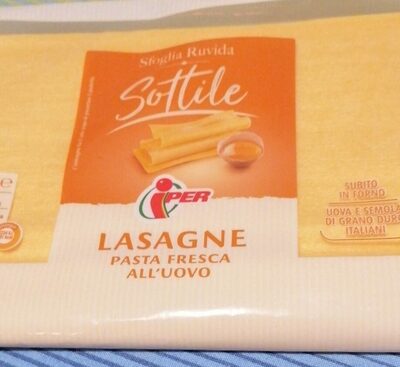 Sfoglia Ruvida
Sottile
iPER
LASAGNE
PASTA FRESCA
ALL'UOVO
SUBITO
IN FORNO
UOVA E SEMOLA
DI GRANO DURO
ITALIANI